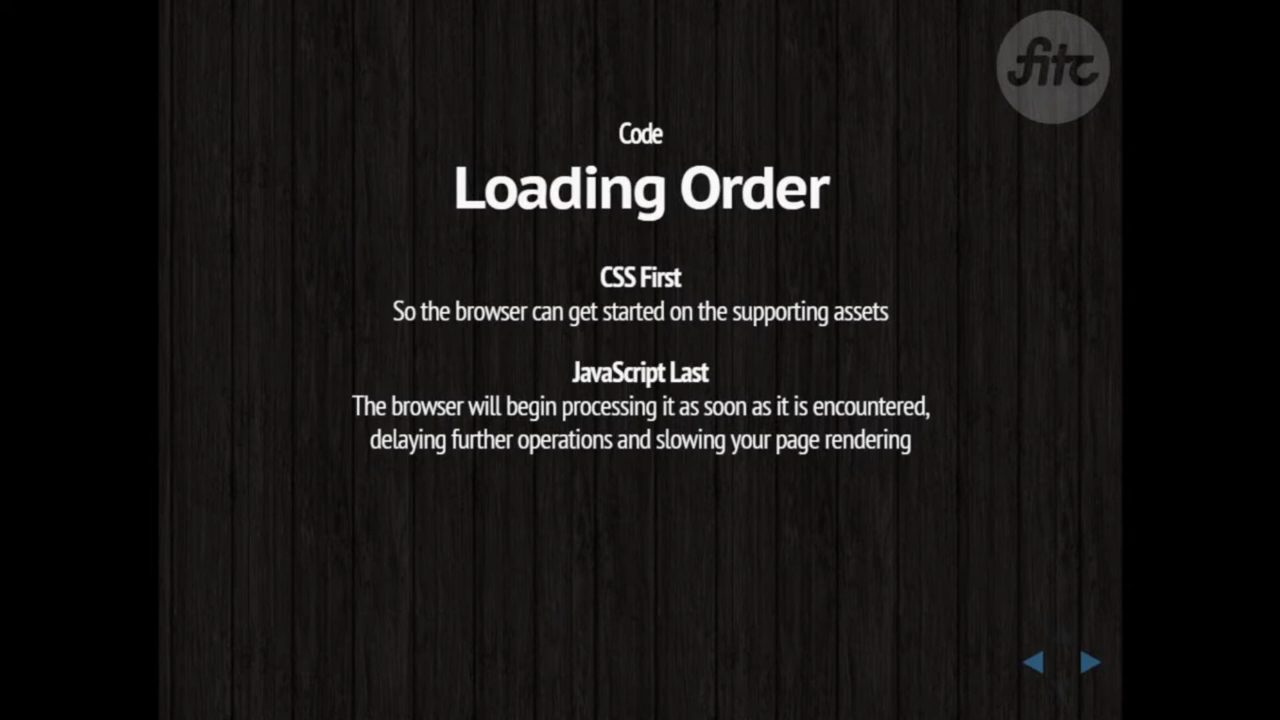 fitc
Code
Loading Order
CSS First
So the browser can get started on the supporting assets
JavaScript Last
The browser will begin processing it as soon as it is encountered,
delaying further operations and slowing your page rendering